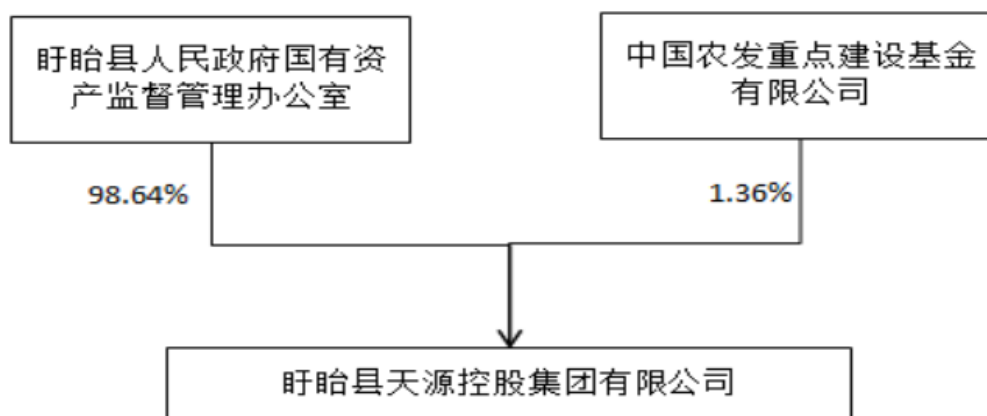 盱眙县人民政府国有资
产监督管理办公室
中国农发重点建设基金
有限公司
98.64%
1.36%
盱眙县天源控股集团有限公司